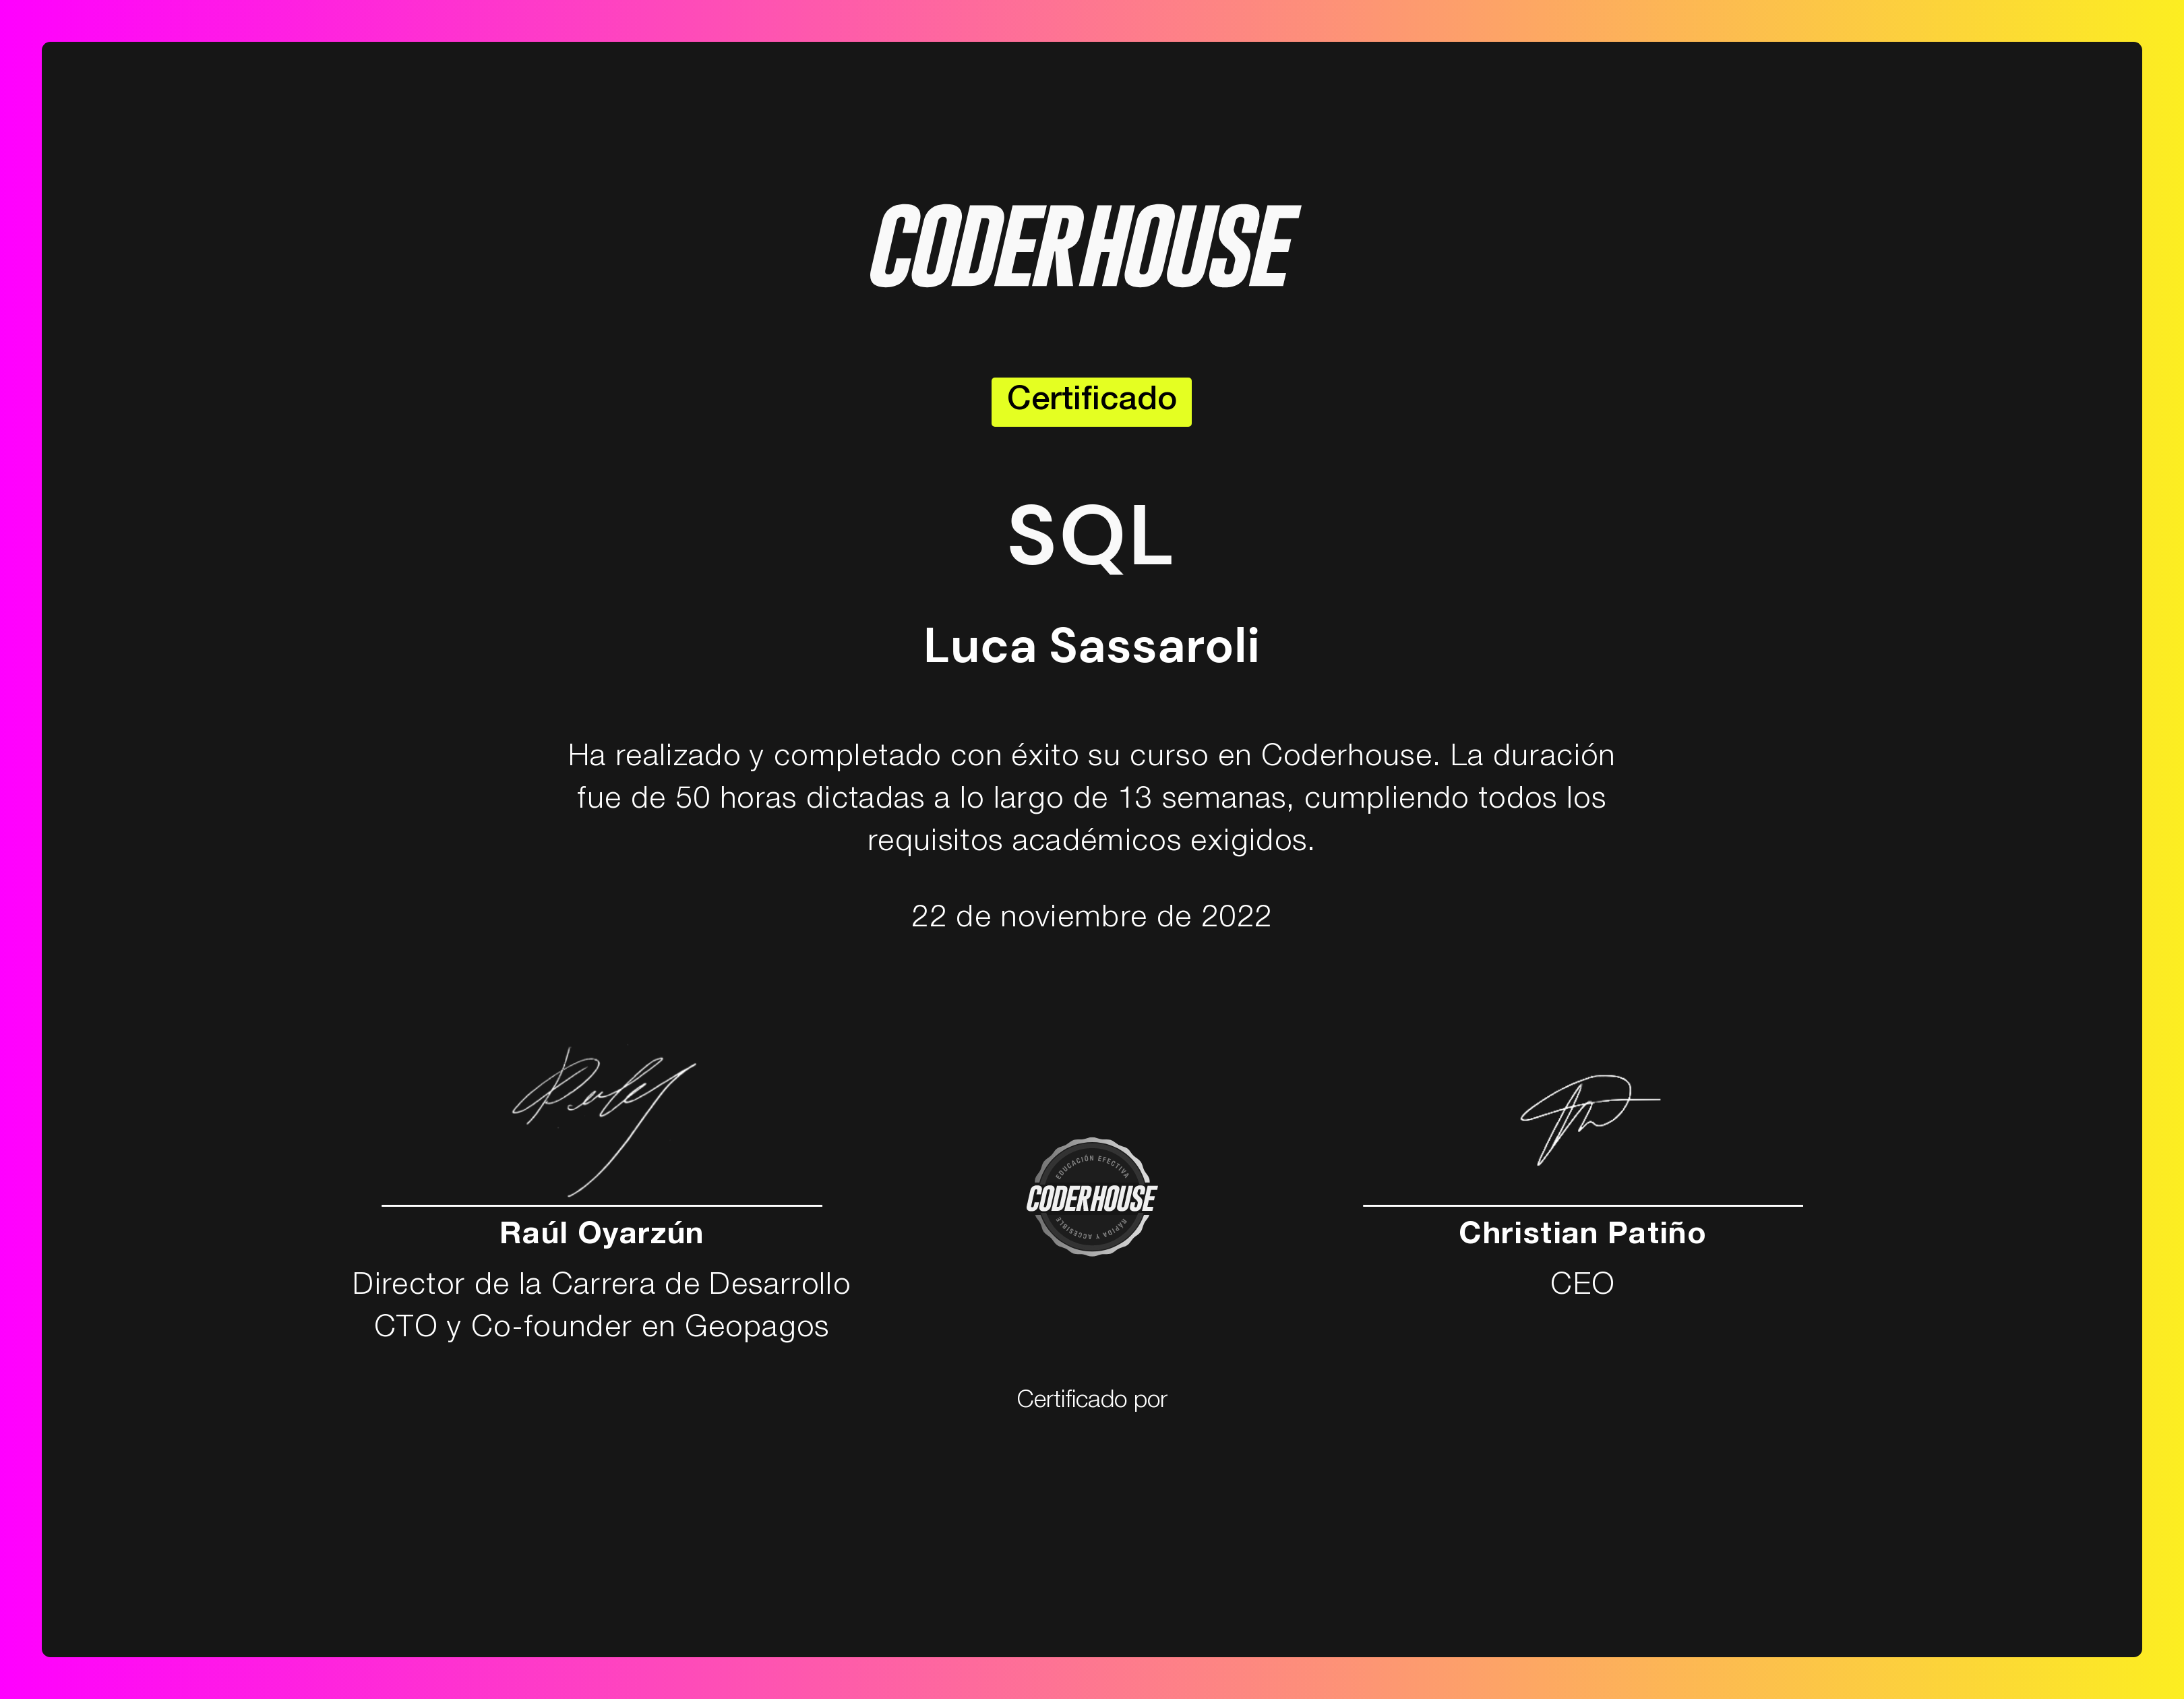 CODERHOUSE
Certificado
SQL
Luca Sassaroli
Ha realizado y completado con éxito su curso en Coderhouse. La duración
fue de 50 horas dictadas a lo largo de 13 semanas, cumpliendo todos los
requisitos académicos exigidos.
22 de noviembre de 2022
Raúl Oyarzún
Director de la Carrera de Desarrollo
CTO y Co-founder en Geopagos
EDUCACIÓN EFECTIVA
CODERHOUSE
RÁPIDA Y ACCESIBLE
Christian Patiño
CEO
Certificado por